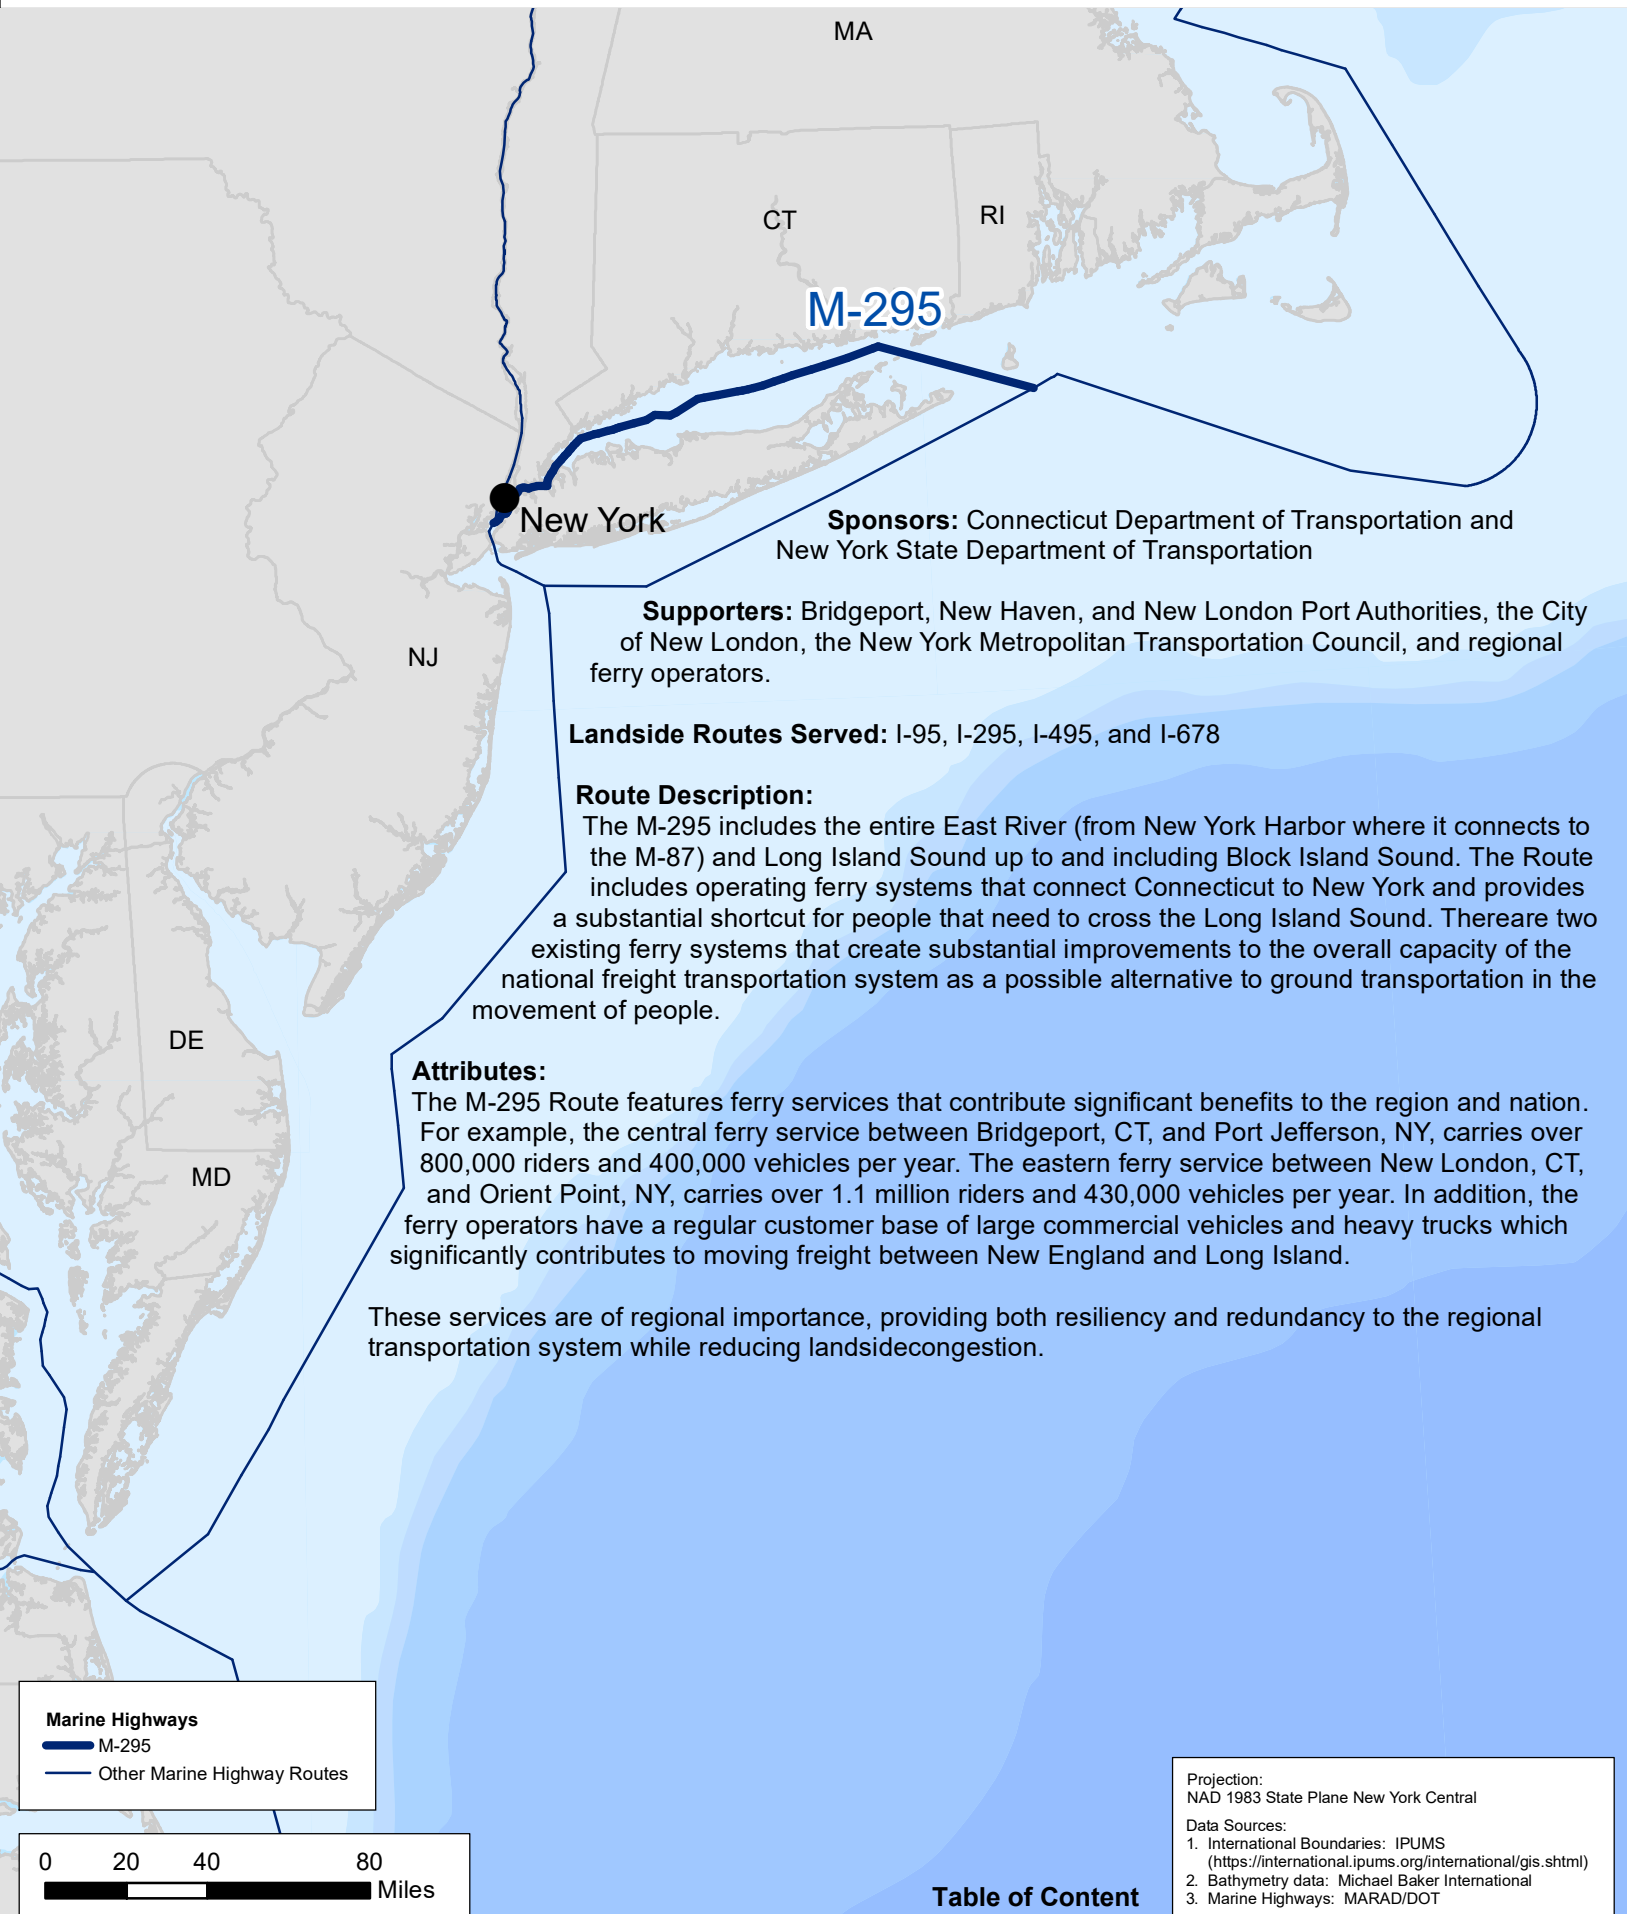 MA
CT
RI
M-295
New York
Sponsors: Connecticut Department of Transportation and
New York State Department of Transportation
Supporters: Bridgeport, New Haven, and New London Port Authorities, the City
of New London, the New York Metropolitan Transportation Council, and regional
ferry operators.
NJ
Landside Routes Served: I-95, I-295, I-495, and I-678
Route Description:
The M-295 includes the entire East River (from New York Harbor where it connects to
the M-87) and Long Island Sound up to and including Block Island Sound. The Route
includes operating ferry systems that connect Connecticut to New York and provides
a substantial shortcut for people that need to cross the Long Island Sound. Thereare two
existing ferry systems that create substantial improvements to the overall capacity of the
national freight transportation system as a possible alternative to ground transportation in the
movement of people.
DE
Attributes:
The M-295 Route features ferry services that contribute significant benefits to the region and nation.
For example, the central ferry service between Bridgeport, CT, and Port Jefferson, NY, carries over
800,000 riders and 400,000 vehicles per year. The eastern ferry service between New London, CT,
and Orient Point, NY, carries over 1.1 million riders and 430,000 vehicles per year. In addition, the
ferry operators have a regular customer base of large commercial vehicles and heavy trucks which
significantly contributes to moving freight between New England and Long Island.
MD
These services are of regional importance, providing both resiliency and redundancy to the regional
transportation system while reducing landsidecongestion.
Marine Highways
M-295
Other Marine Highway Routes
0 20 40 80
Miles
Table of Content
Projection:
NAD 1983 State Plane New York Central
Data Sources:
1. International Boundaries: IPUMS
(https://international.ipums.org/international/gis.shtml)
2. Bathymetry data: Michael Baker International
3. Marine Highways: MARAD/DOT